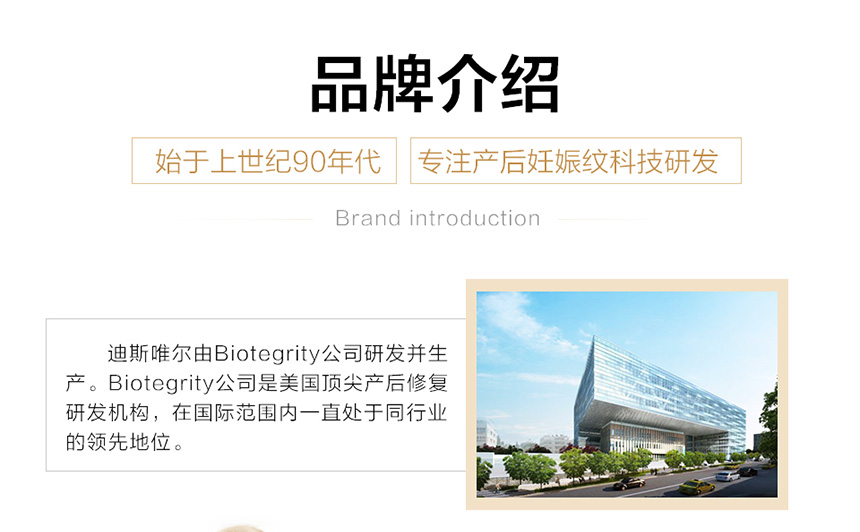 品牌介绍
始于上世纪90年代 专注产后妊娠纹科技研发
Brand introduction
迪斯唯尔由Biotegrity公司研发并生
产。Biotegrity公司是美国顶尖产后修复
研发机构，在国际范围内一直处于同行业
的领先地位。